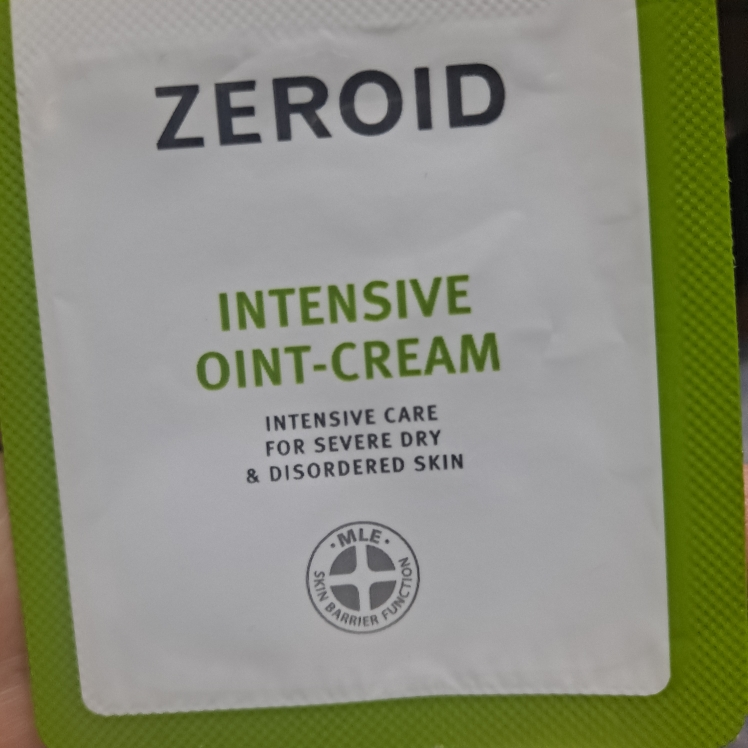 ZEROID
INTENSIVE
OINT-CREAM
INTENSIVE CARE
FOR SEVERE DRY
& DISORDERED SKIN
·MLE·
SKIN BARRIER FUNCTION